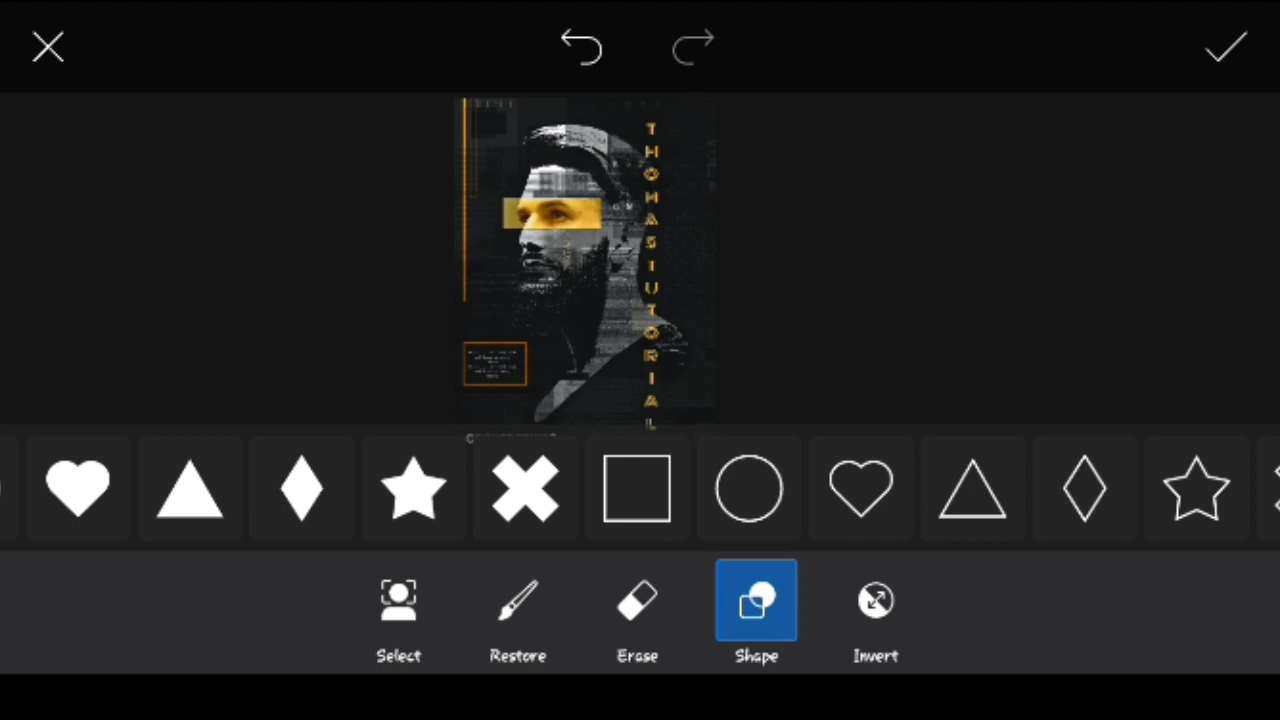 THOMASTUTORIAL
Select
Restore
Erase
Shape
Invert